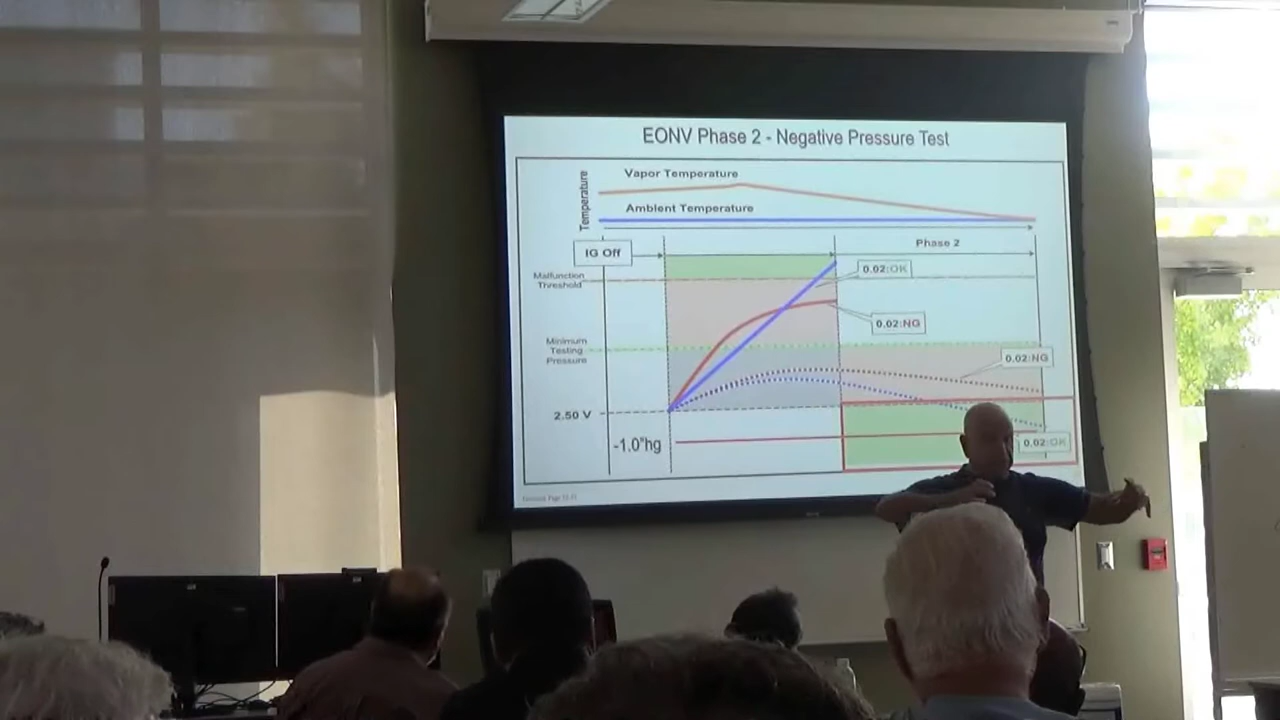 EONV Phase 2 - Negative Pressure Test
Temperature
Vapor Temperature
Ambient Temperature
IG Off
Phase 2
Malfunction
Threshold
0.02:OK
0.02:NG
Minimum
Testing
Pressure
0.02:NG
2.50 V
-1.0"hg
0.02:OK